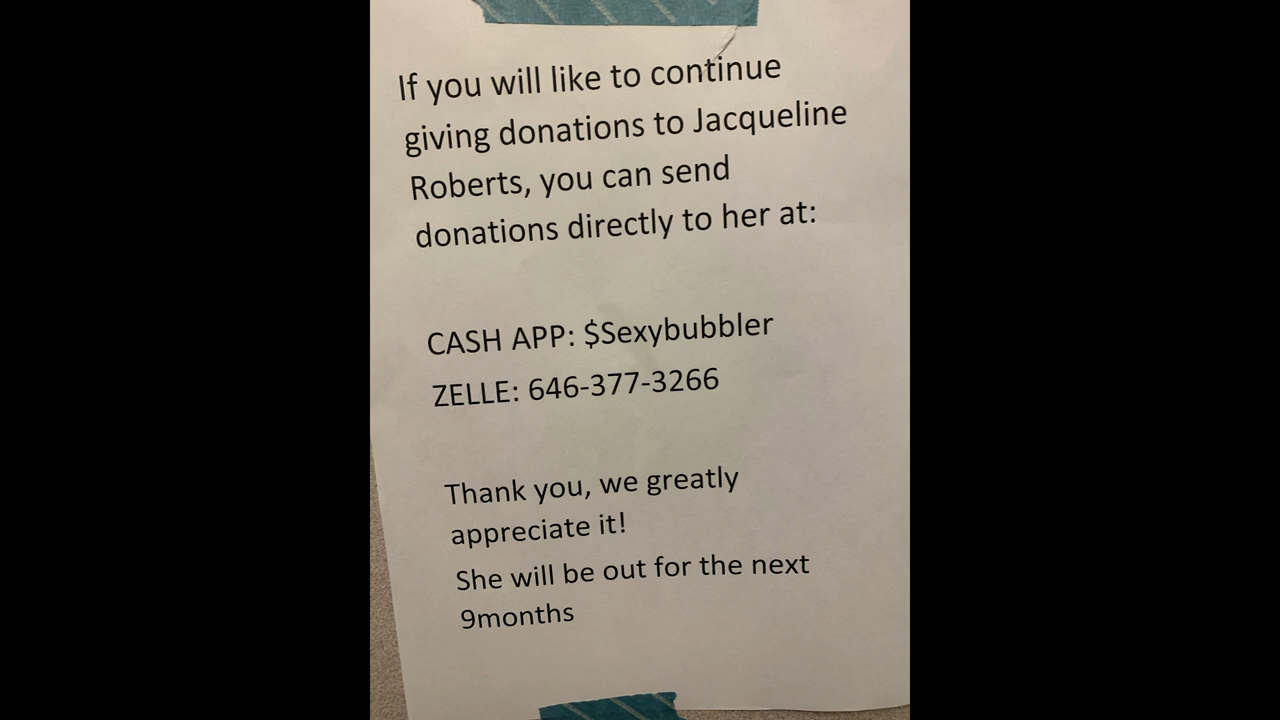 If you will like to continue
giving donations to Jacqueline
Roberts, you can send
donations directly to her at:
CASH APP: $Sexybubbler
ZELLE: 646-377-3266
Thank you, we greatly
appreciate it!
She will be out for the next
9months